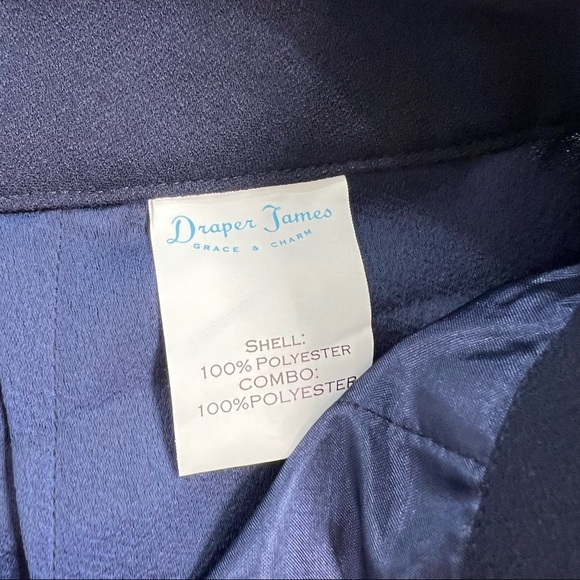 Draper James
GRACE & CHARM
SHELL:
100% POLYESTER
COMBO:
100%POLYESTER